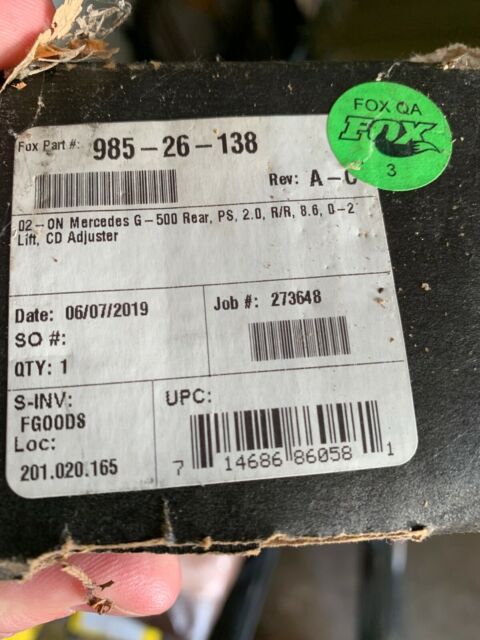 FOX QA
FOX
3
Fox Part #: 985-26-138
Rev: A-
02-ON Mercedes G-500 Rear, PS, 2.0, R/R, 8.6, 0-2
Lift, CD Adjuster
Date: 06/07/2019
Job #: 273648
SO #:
QTY: 1
S-INV:
FGOODS
Loc:
201.020.165
UPC:
7 14686 86058 1